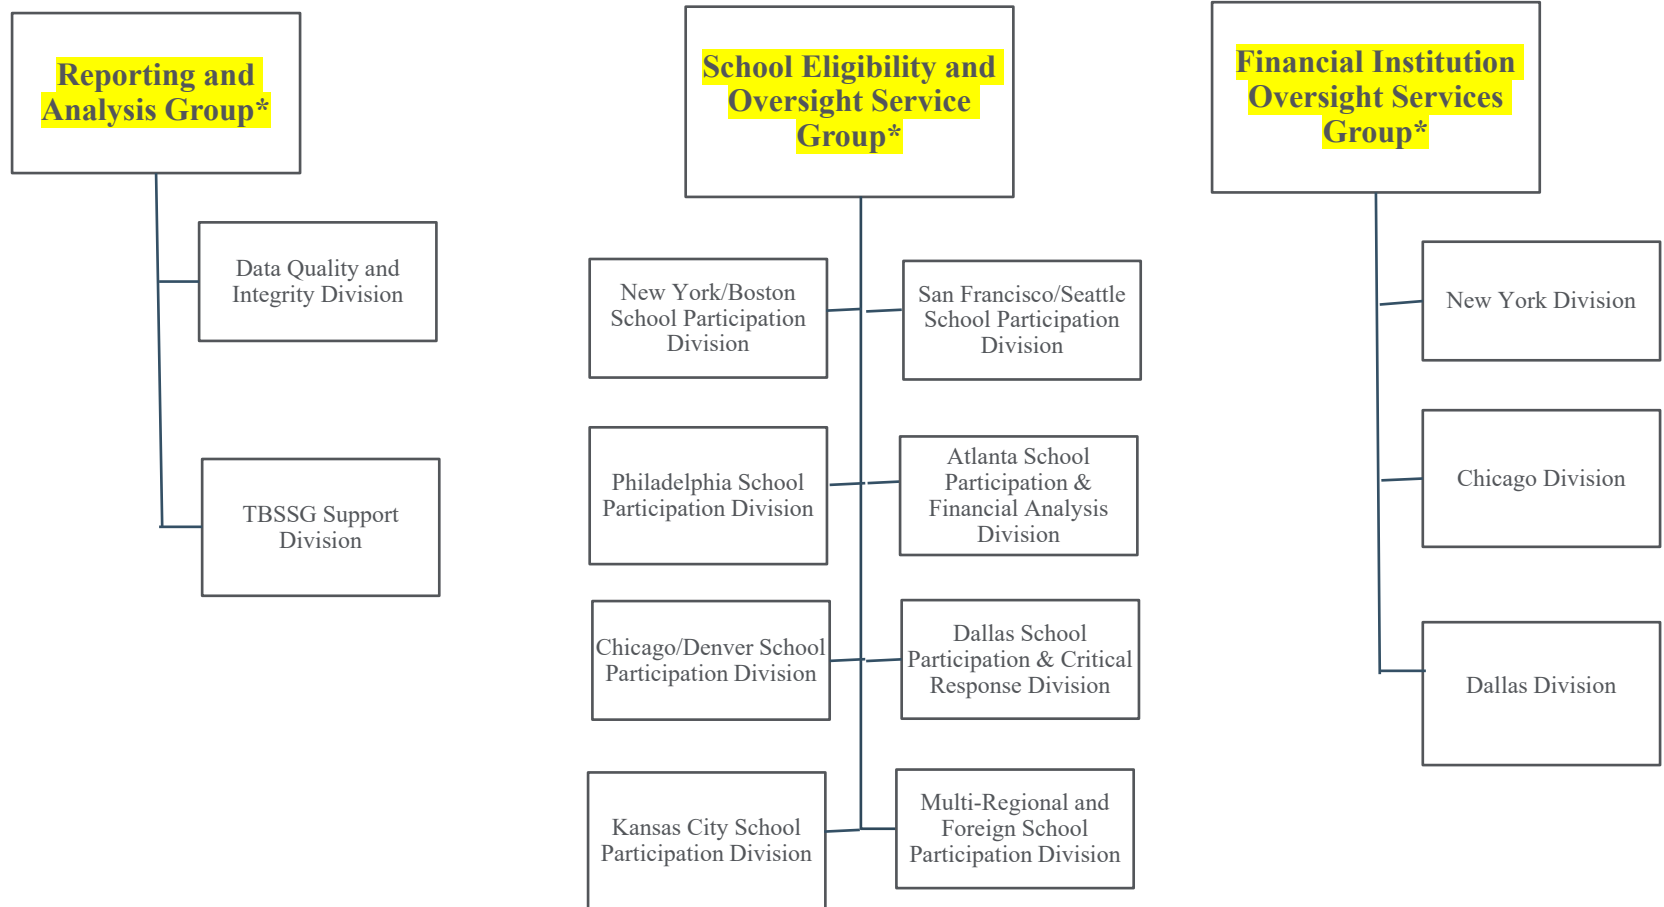 Reporting and
Analysis Group*
Data Quality and
Integrity Division
TBSSG Support
Division
School Eligibility and
Oversight Service
Group*
New York/Boston
School Participation
Division
San Francisco/Seattle
School Participation
Division
Philadelphia School
Participation Division
Atlanta School
Participation &
Financial Analysis
Division
Chicago/Denver School
Participation Division
Dallas School
Participation & Critical
Response Division
Kansas City School
Participation Division
Multi-Regional and
Foreign School
Participation Division
Financial Institution
Oversight Services
Group*
New York Division
Chicago Division
Dallas Division